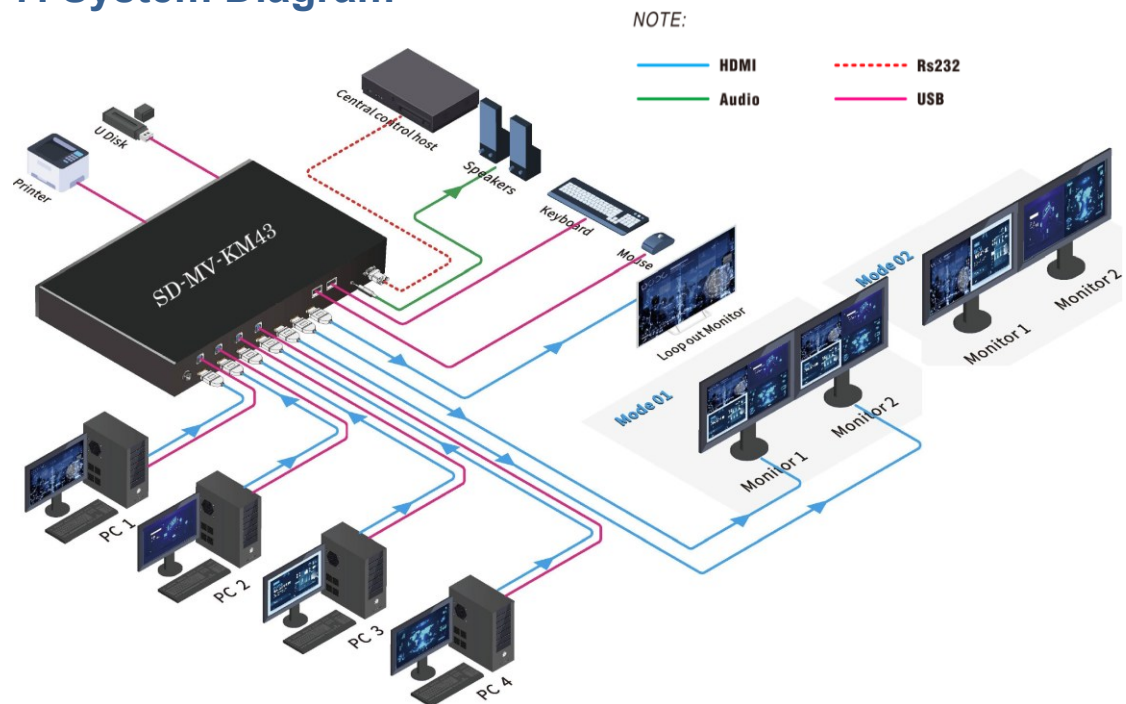 System Diagram
NOTE:
HDMI
Rs232
Audio
USB
Central control host
U Disk
Printer
Speakers
Keyboard
Mouse
SD-MV-KM43
Loop out Monitor
Mode 02
Monitor 1
Monitor 2
Mode 01
Monitor 1
Monitor 2
PC 1
PC 2
PC 3
PC 4